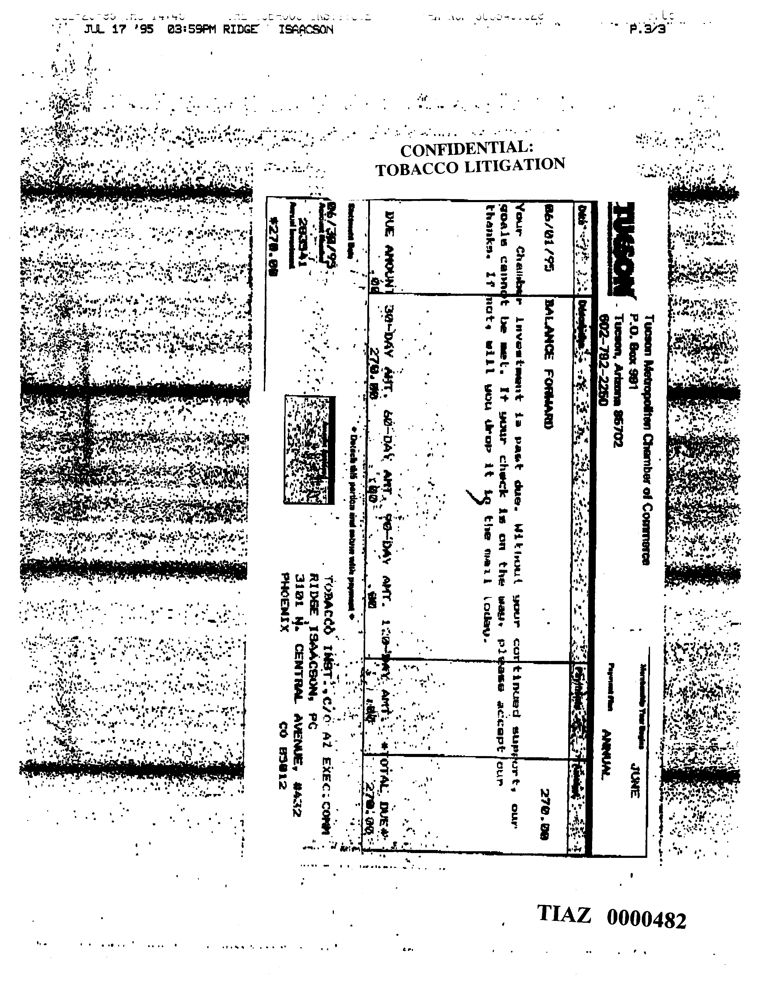 JUL 17 '95 03:59PM RIDGE ISAACSON P.3/3
CONFIDENTIAL:
TOBACCO LITIGATION
TUCSON
Tucson Metropolitan Chamber of Commerce
P.O. Box 991
Tucson, Arizona 85702
602-792-2250
Membership Year Begins JUNE
Payment Plan ANNUAL
Date Description Payments
06/01/95 BALANCE FORWARD 270.00
Your Chamber investment is past due. Without your continued support, our
goals cannot be met. If your check is on the way, please accept our
thanks. If not, will you drop it in the mail today.
DUE AMOUNT 30-DAY AMT. 60-DAY AMT. 90-DAY AMT. 120-DAY AMT. *TOTAL DUE*
.00 270.00 .00 .00 .00 270.00
Statement Date
* Detach this portion and return with payment *
06/30/95
203941
Annual Investment
$270.00
TOBACCO INST., C/O AZ EXEC. COMM
RIDGE ISAACSON, PC
3101 N. CENTRAL AVENUE, #432
PHOENIX CO 85012
TIAZ 0000482